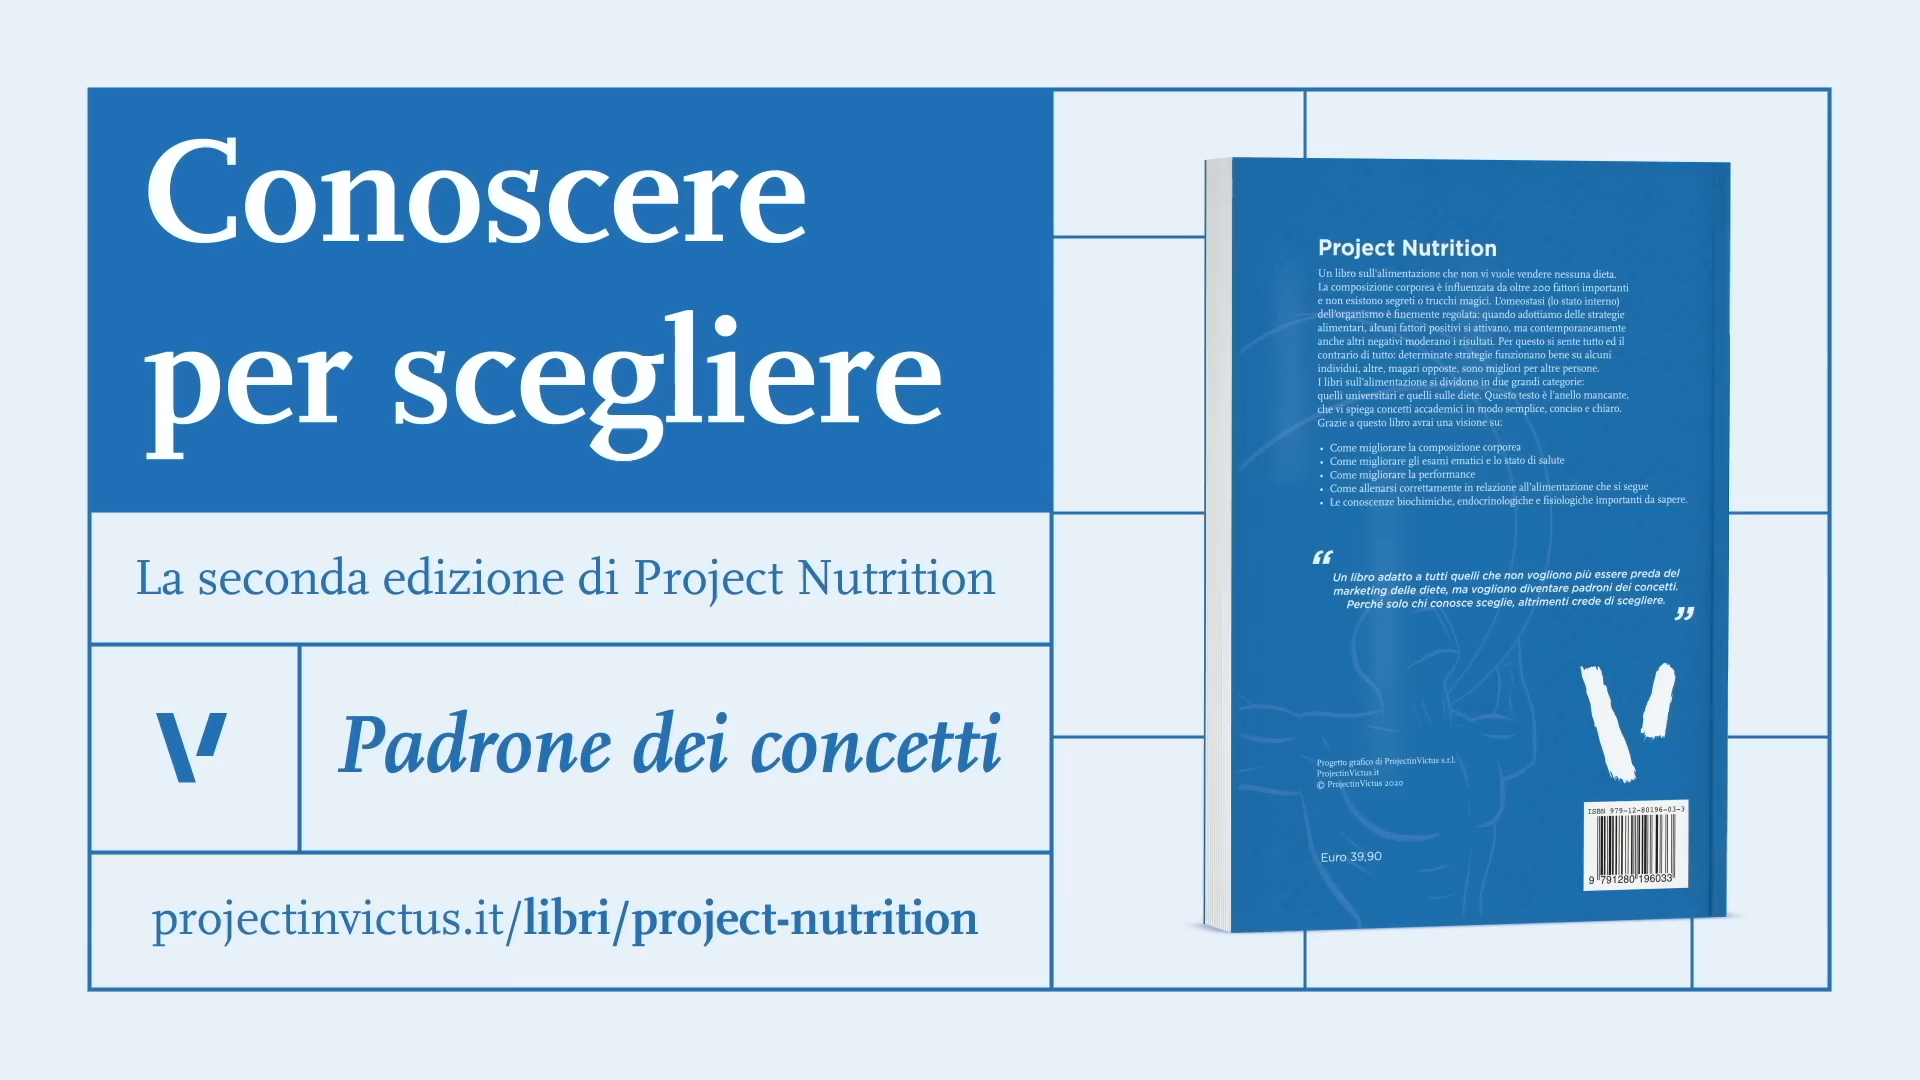 Conoscere
per scegliere
La seconda edizione di Project Nutrition
Padrone dei concetti
projectinvictus.it/libri/project-nutrition
Project Nutrition
Un libro sull'alimentazione che non vi vuole vendere nessuna dieta.
La composizione corporea è influenzata da oltre 200 fattori importanti
e non esistono segreti o trucchi magici. L'omeostasi (lo stato interno)
dell'organismo è finemente regolata: quando adottiamo delle strategie
alimentari, alcuni fattori positivi si attivano, ma contemporaneamente
anche altri negativi moderano i risultati. Per questo si sente tutto ed il
contrario di tutto: determinate strategie funzionano bene su alcuni
individui, altre, magari opposte, sono migliori per altre persone.
I libri sull'alimentazione si dividono in due grandi categorie:
quelli universitari e quelli sulle diete. Questo testo è l'anello mancante,
che vi spiega concetti accademici in modo semplice, conciso e chiaro.
Grazie a questo libro avrai una visione su:
• Come migliorare la composizione corporea
• Come migliorare gli esami ematici e lo stato di salute
• Come migliorare la performance
• Come allenarsi correttamente in relazione all'alimentazione che si segue
• Le conoscenze biochimiche, endocrinologiche e fisiologiche importanti da sapere.
“
Un libro adatto a tutti quelli che non vogliono più essere preda del
marketing delle diete, ma vogliono diventare padroni dei concetti.
Perché solo chi conosce sceglie, altrimenti crede di scegliere.
”
Progetto grafico di ProjectinVictus s.r.l.
ProjectinVictus.it
© ProjectinVictus 2020
Euro 39,90
ISBN 979-12-80196-03-3
9 791280 196033